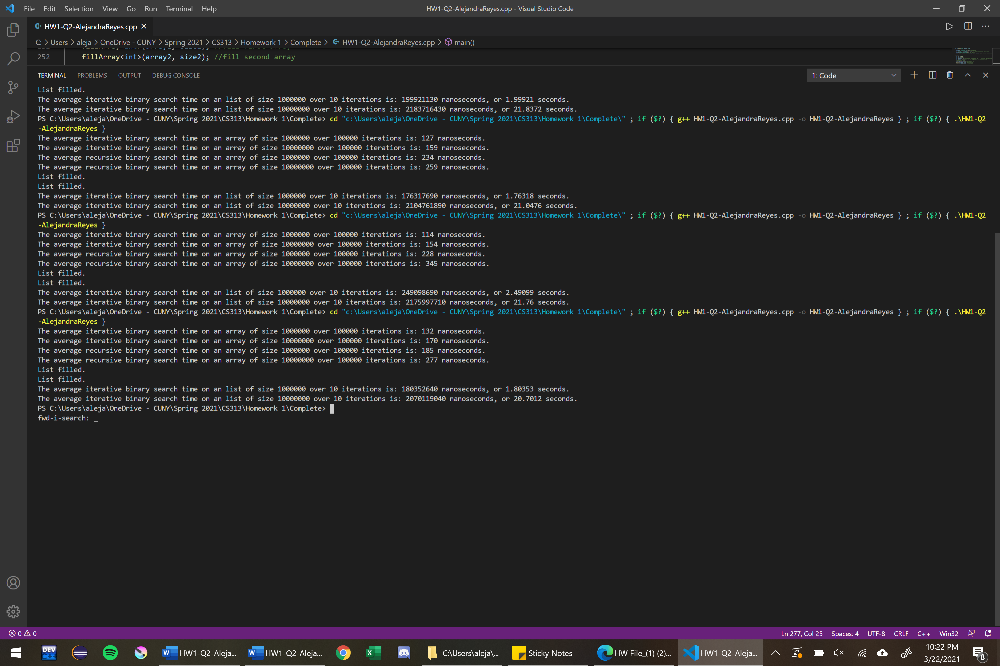 File Edit Selection View Go Run Terminal Help HW1-Q2-AlejandraReyes.cpp - Visual Studio Code
HW1-Q2-AlejandraReyes.cpp
C: > Users > aleja > OneDrive - CUNY > Spring 2021 > CS313 > Homework 1 > Complete > HW1-Q2-AlejandraReyes.cpp > main()
252 fillArray<int>(array2, size2); //fill second array
TERMINAL PROBLEMS OUTPUT DEBUG CONSOLE 1: Code
List filled.
The average iterative binary search time on an list of size 1000000 over 10 iterations is: 199921130 nanoseconds, or 1.99921 seconds.
The average iterative binary search time on an list of size 10000000 over 10 iterations is: 2183716430 nanoseconds, or 21.8372 seconds.
PS C:\Users\aleja\OneDrive - CUNY\Spring 2021\CS313\Homework 1\Complete> cd "c:\Users\aleja\OneDrive - CUNY\Spring 2021\CS313\Homework 1\Complete\" ; if ($?) { g++ HW1-Q2-AlejandraReyes.cpp -o HW1-Q2-AlejandraReyes } ; if ($?) { .\HW1-Q2
-AlejandraReyes }
The average iterative binary search time on an array of size 1000000 over 100000 iterations is: 127 nanoseconds.
The average iterative binary search time on an array of size 10000000 over 100000 iterations is: 159 nanoseconds.
The average recursive binary search time on an array of size 1000000 over 100000 iterations is: 234 nanoseconds.
The average recursive binary search time on an array of size 10000000 over 100000 iterations is: 259 nanoseconds.
List filled.
List filled.
The average iterative binary search time on an list of size 1000000 over 10 iterations is: 176317690 nanoseconds, or 1.76318 seconds.
The average iterative binary search time on an list of size 10000000 over 10 iterations is: 2104761890 nanoseconds, or 21.0476 seconds.
PS C:\Users\aleja\OneDrive - CUNY\Spring 2021\CS313\Homework 1\Complete> cd "c:\Users\aleja\OneDrive - CUNY\Spring 2021\CS313\Homework 1\Complete\" ; if ($?) { g++ HW1-Q2-AlejandraReyes.cpp -o HW1-Q2-AlejandraReyes } ; if ($?) { .\HW1-Q2
-AlejandraReyes }
The average iterative binary search time on an array of size 1000000 over 100000 iterations is: 114 nanoseconds.
The average iterative binary search time on an array of size 10000000 over 100000 iterations is: 154 nanoseconds.
The average recursive binary search time on an array of size 1000000 over 100000 iterations is: 228 nanoseconds.
The average recursive binary search time on an array of size 10000000 over 100000 iterations is: 345 nanoseconds.
List filled.
List filled.
The average iterative binary search time on an list of size 1000000 over 10 iterations is: 249098690 nanoseconds, or 2.49099 seconds.
The average iterative binary search time on an list of size 10000000 over 10 iterations is: 2175997710 nanoseconds, or 21.76 seconds.
PS C:\Users\aleja\OneDrive - CUNY\Spring 2021\CS313\Homework 1\Complete> cd "c:\Users\aleja\OneDrive - CUNY\Spring 2021\CS313\Homework 1\Complete\" ; if ($?) { g++ HW1-Q2-AlejandraReyes.cpp -o HW1-Q2-AlejandraReyes } ; if ($?) { .\HW1-Q2
-AlejandraReyes }
The average iterative binary search time on an array of size 1000000 over 100000 iterations is: 132 nanoseconds.
The average iterative binary search time on an array of size 10000000 over 100000 iterations is: 170 nanoseconds.
The average recursive binary search time on an array of size 1000000 over 100000 iterations is: 185 nanoseconds.
The average recursive binary search time on an array of size 10000000 over 100000 iterations is: 277 nanoseconds.
List filled.
List filled.
The average iterative binary search time on an list of size 1000000 over 10 iterations is: 180352640 nanoseconds, or 1.80353 seconds.
The average iterative binary search time on an list of size 10000000 over 10 iterations is: 2070119040 nanoseconds, or 20.7012 seconds.
PS C:\Users\aleja\OneDrive - CUNY\Spring 2021\CS313\Homework 1\Complete>
fwd-i-search: _
0 0 Ln 277, Col 25 Spaces: 4 UTF-8 CRLF C++ Win32
DEV C++ HW1-Q2-Aleja... HW1-Q2-Aleja... C:\Users\aleja\... Sticky Notes HW File_(1) (2)... HW1-Q2-Aleja... 10:22 PM
3/22/2021 8